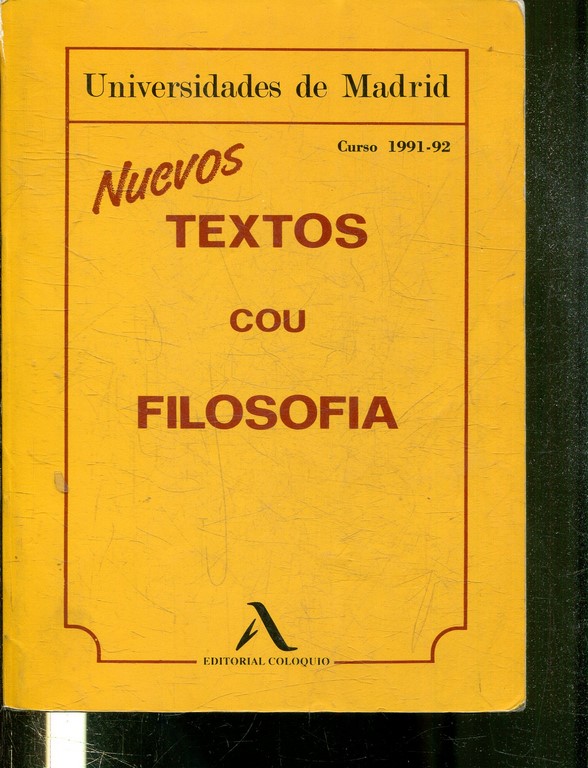 Universidades de Madrid
Curso 1991-92
Nuevos
TEXTOS
COU
FILOSOFIA
EDITORIAL COLOQUIO